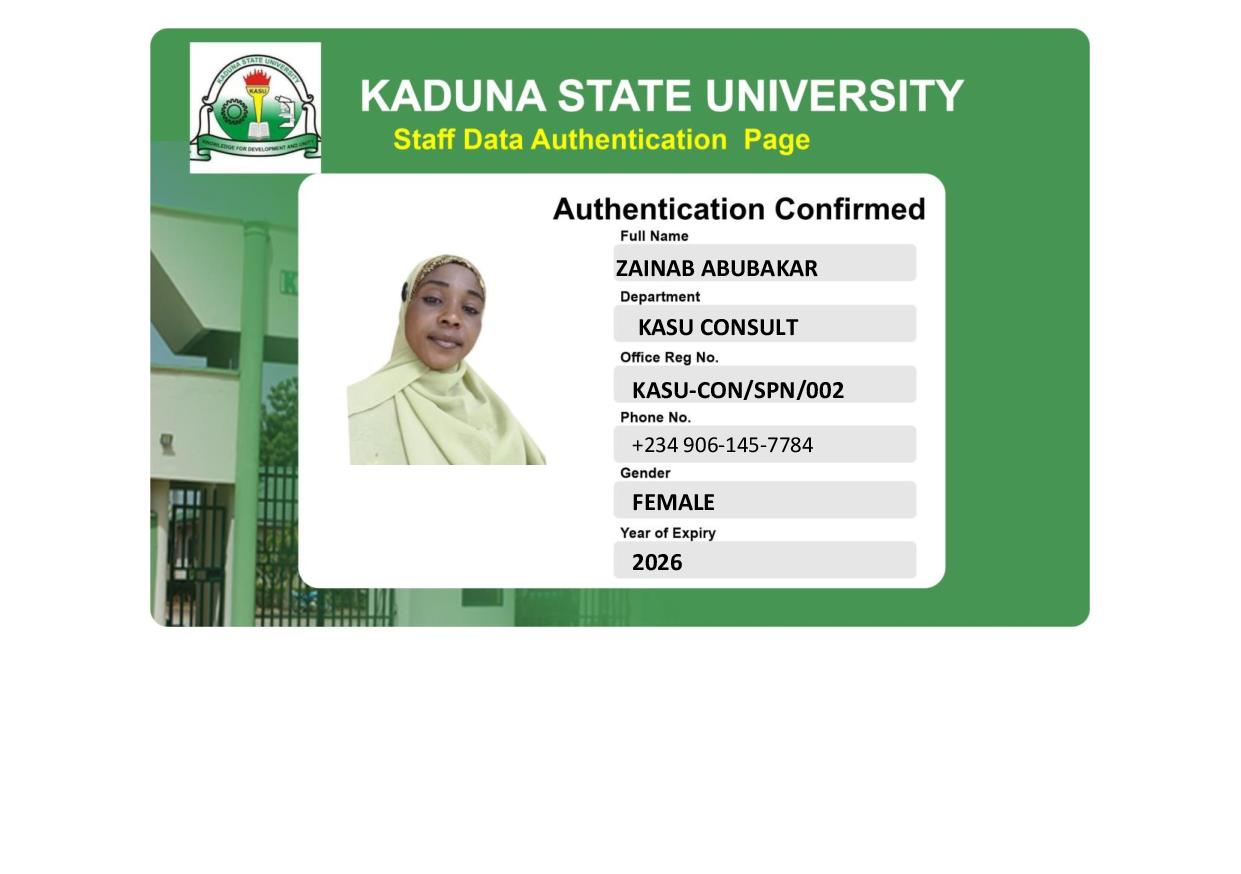 KADUNA STATE UNIVERSITY
KASU
KNOWLEDGE FOR DEVELOPMENT AND UNITY
KADUNA STATE UNIVERSITY
Staff Data Authentication Page
Authentication Confirmed
Full Name
ZAINAB ABUBAKAR
Department
KASU CONSULT
Office Reg No.
KASU-CON/SPN/002
Phone No.
+234 906-145-7784
Gender
FEMALE
Year of Expiry
2026